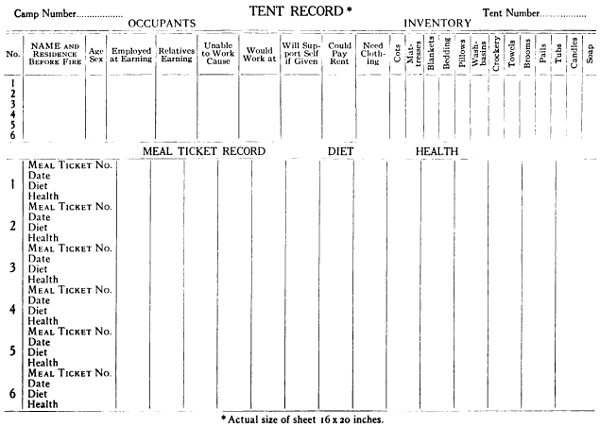 Camp Number.............. TENT RECORD* Tent Number..............
OCCUPANTS INVENTORY
No. NAME AND RESIDENCE BEFORE FIRE Age Sex Employed at Earning Relatives Earning Unable to Work Cause Would Work at Will Support Self if Given Could Pay Rent Need Clothing Cots Mattresses Blankets Bedding Pillows Washbasins Crockery Towels Brooms Pails Tubs Candles Soap
1
2
3
4
5
6
MEAL TICKET RECORD DIET HEALTH
1 MEAL TICKET NO.
Date
Diet
Health
2 MEAL TICKET NO.
Date
Diet
Health
3 MEAL TICKET NO.
Date
Diet
Health
4 MEAL TICKET NO.
Date
Diet
Health
5 MEAL TICKET NO.
Date
Diet
Health
6 MEAL TICKET NO.
Date
Diet
Health
*Actual size of sheet 16 x 20 inches.